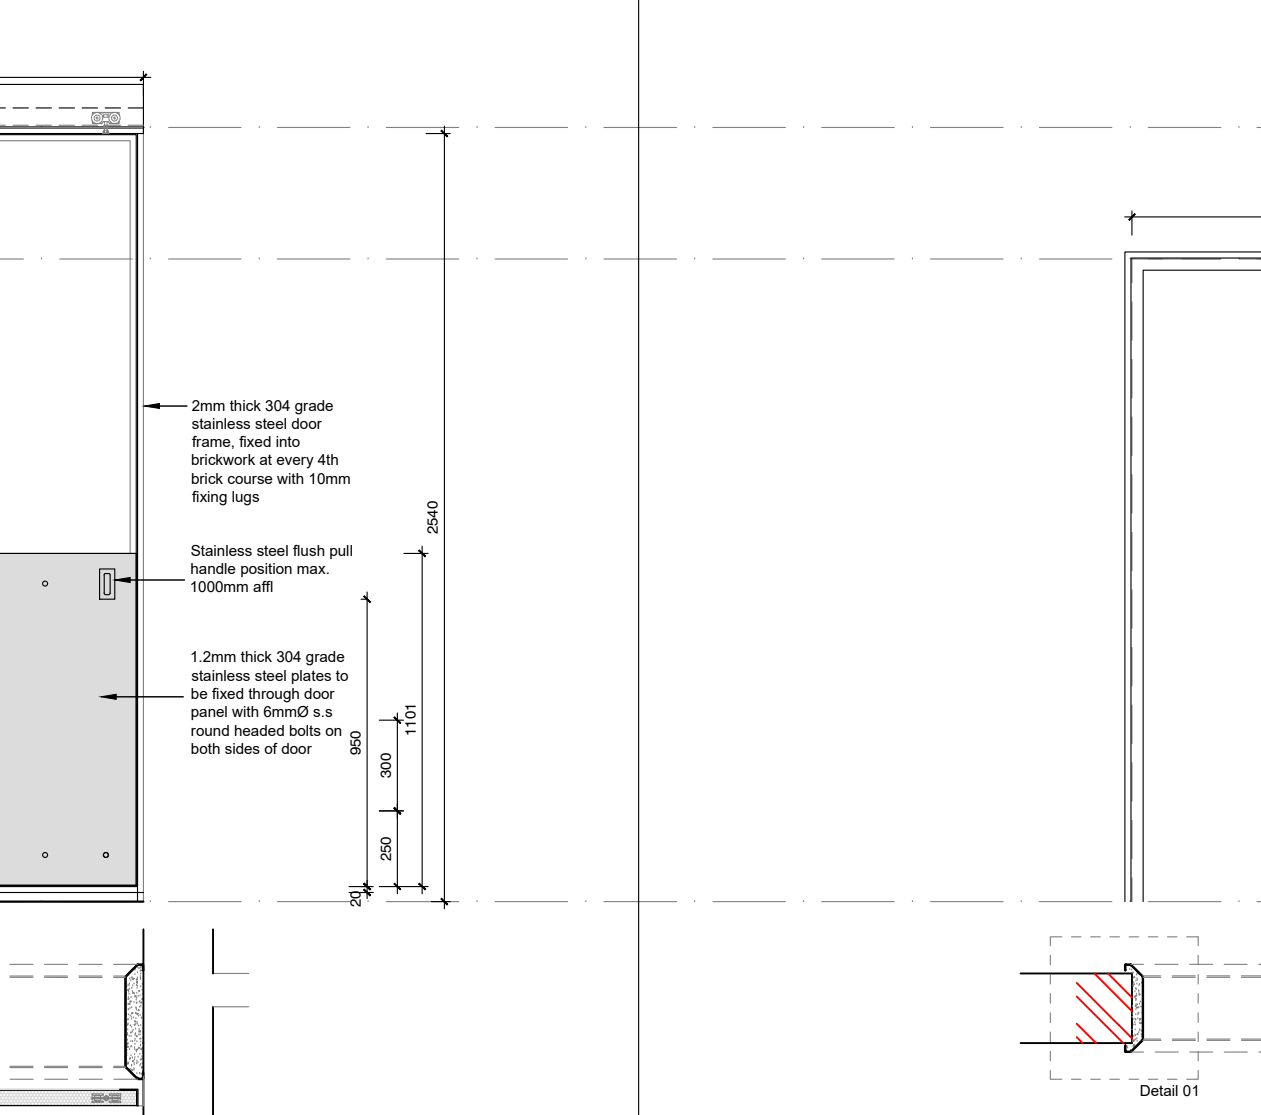 2mm thick 304 grade
stainless steel door
frame, fixed into
brickwork at every 4th
brick course with 10mm
fixing lugs
2540
Stainless steel flush pull
handle position max.
1000mm affl
1.2mm thick 304 grade
stainless steel plates to
be fixed through door
panel with 6mmØ s.s
round headed bolts on
both sides of door
950
300
1101
250
20
Detail 01